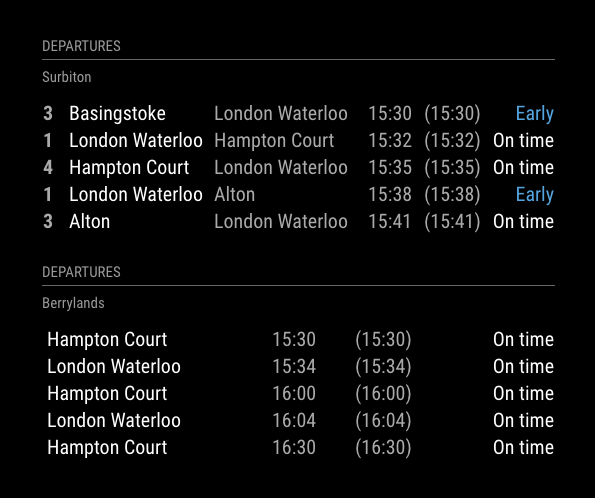 DEPARTURES
Surbiton
3 Basingstoke London Waterloo 15:30 (15:30) Early
1 London Waterloo Hampton Court 15:32 (15:32) On time
4 Hampton Court London Waterloo 15:35 (15:35) On time
1 London Waterloo Alton 15:38 (15:38) Early
3 Alton London Waterloo 15:41 (15:41) On time
DEPARTURES
Berrylands
Hampton Court 15:30 (15:30) On time
London Waterloo 15:34 (15:34) On time
Hampton Court 16:00 (16:00) On time
London Waterloo 16:04 (16:04) On time
Hampton Court 16:30 (16:30) On time